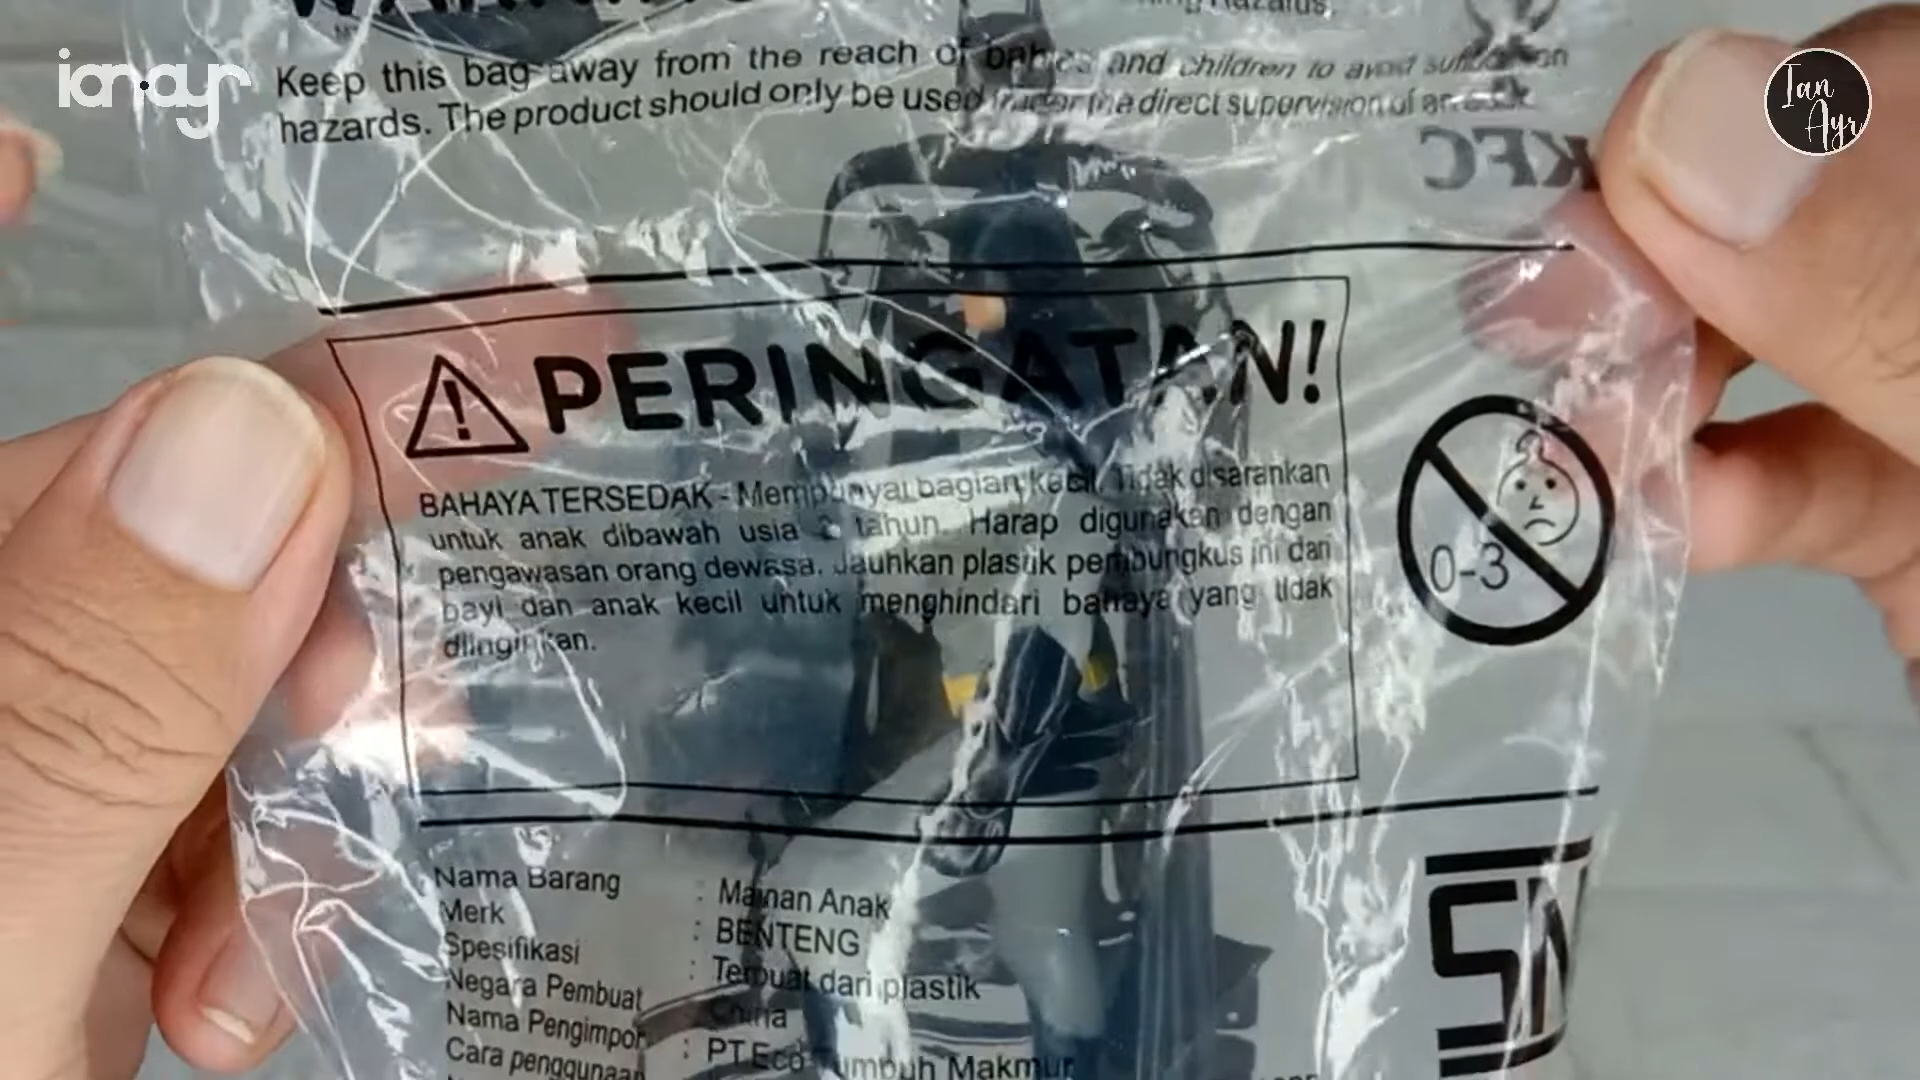 WARNING
ing hazards.
ianayr
Ian
Ayr
Keep this bag away from the reach of babies and children to avoid suffocation
hazards. The product should only be used under the direct supervision of an adult.
KFC
PERINGATAN!
BAHAYA TERSEDAK - Mempunyai bagian kecil. Tidak disarankan
untuk anak dibawah usia 3 tahun. Harap digunakan dengan
pengawasan orang dewasa. Jauhkan plastik pembungkus ini dari
bayi dan anak kecil untuk menghindari bahaya yang tidak
diinginkan.
0-3
Nama Barang : Mainan Anak
Merk : BENTENG
Spesifikasi : Terbuat dari plastik
Negara Pembuat China
Nama Pengimpor : PT Eco Tumbuh Makmur
Cara penggunaan
SN